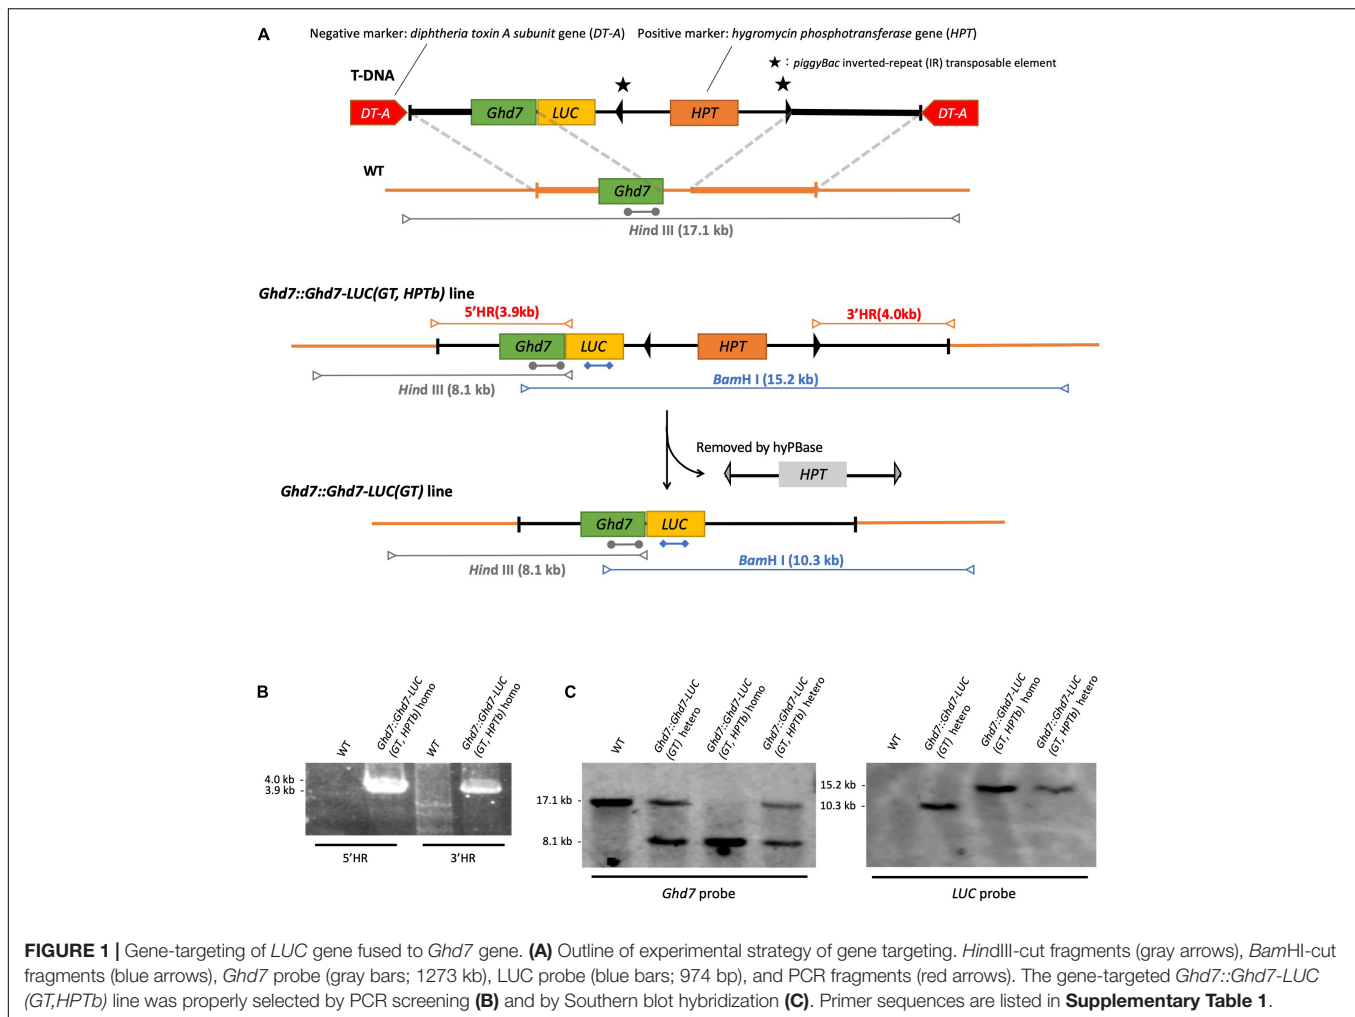 A
Negative marker: diphtheria toxin A subunit gene (DT-A)
Positive marker: hygromycin phosphotransferase gene (HPT)
★ : piggyBac inverted-repeat (IR) transposable element
T-DNA
DT-A
Ghd7
LUC
HPT
DT-A
WT
Ghd7
Hind III (17.1 kb)
Ghd7::Ghd7-LUC(GT, HPTb) line
5'HR(3.9kb)
3'HR(4.0kb)
Ghd7
LUC
HPT
Hind III (8.1 kb)
BamH I (15.2 kb)
Removed by hyPBase
HPT
Ghd7::Ghd7-LUC(GT) line
Ghd7
LUC
Hind III (8.1 kb)
BamH I (10.3 kb)
B
WT
Ghd7::Ghd7-LUC
(GT, HPTb) homo
WT
Ghd7::Ghd7-LUC
(GT, HPTb) homo
4.0 kb -
3.9 kb -
5'HR
3'HR
C
WT
Ghd7::Ghd7-LUC
(GT) hetero
Ghd7::Ghd7-LUC
(GT, HPTb) homo
Ghd7::Ghd7-LUC
(GT, HPTb) hetero
17.1 kb -
8.1 kb -
Ghd7 probe
WT
Ghd7::Ghd7-LUC
(GT) hetero
Ghd7::Ghd7-LUC
(GT, HPTb) homo
Ghd7::Ghd7-LUC
(GT, HPTb) hetero
15.2 kb -
10.3 kb -
LUC probe
FIGURE 1 | Gene-targeting of LUC gene fused to Ghd7 gene. (A) Outline of experimental strategy of gene targeting. HindIII-cut fragments (gray arrows), BamHI-cut
fragments (blue arrows), Ghd7 probe (gray bars; 1273 kb), LUC probe (blue bars; 974 bp), and PCR fragments (red arrows). The gene-targeted Ghd7::Ghd7-LUC
(GT,HPTb) line was properly selected by PCR screening (B) and by Southern blot hybridization (C). Primer sequences are listed in Supplementary Table 1.